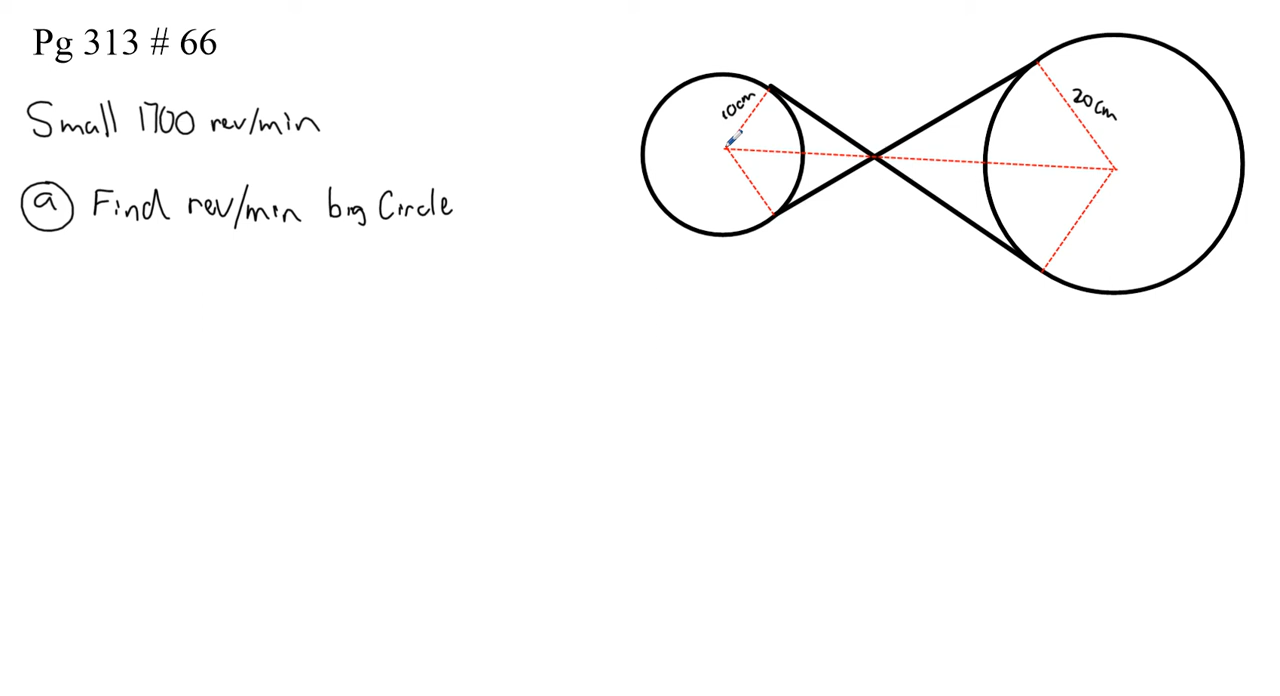 Pg 313 # 66
Small 1700 rev/min
a Find rev/min big Circle
10cm
20cm